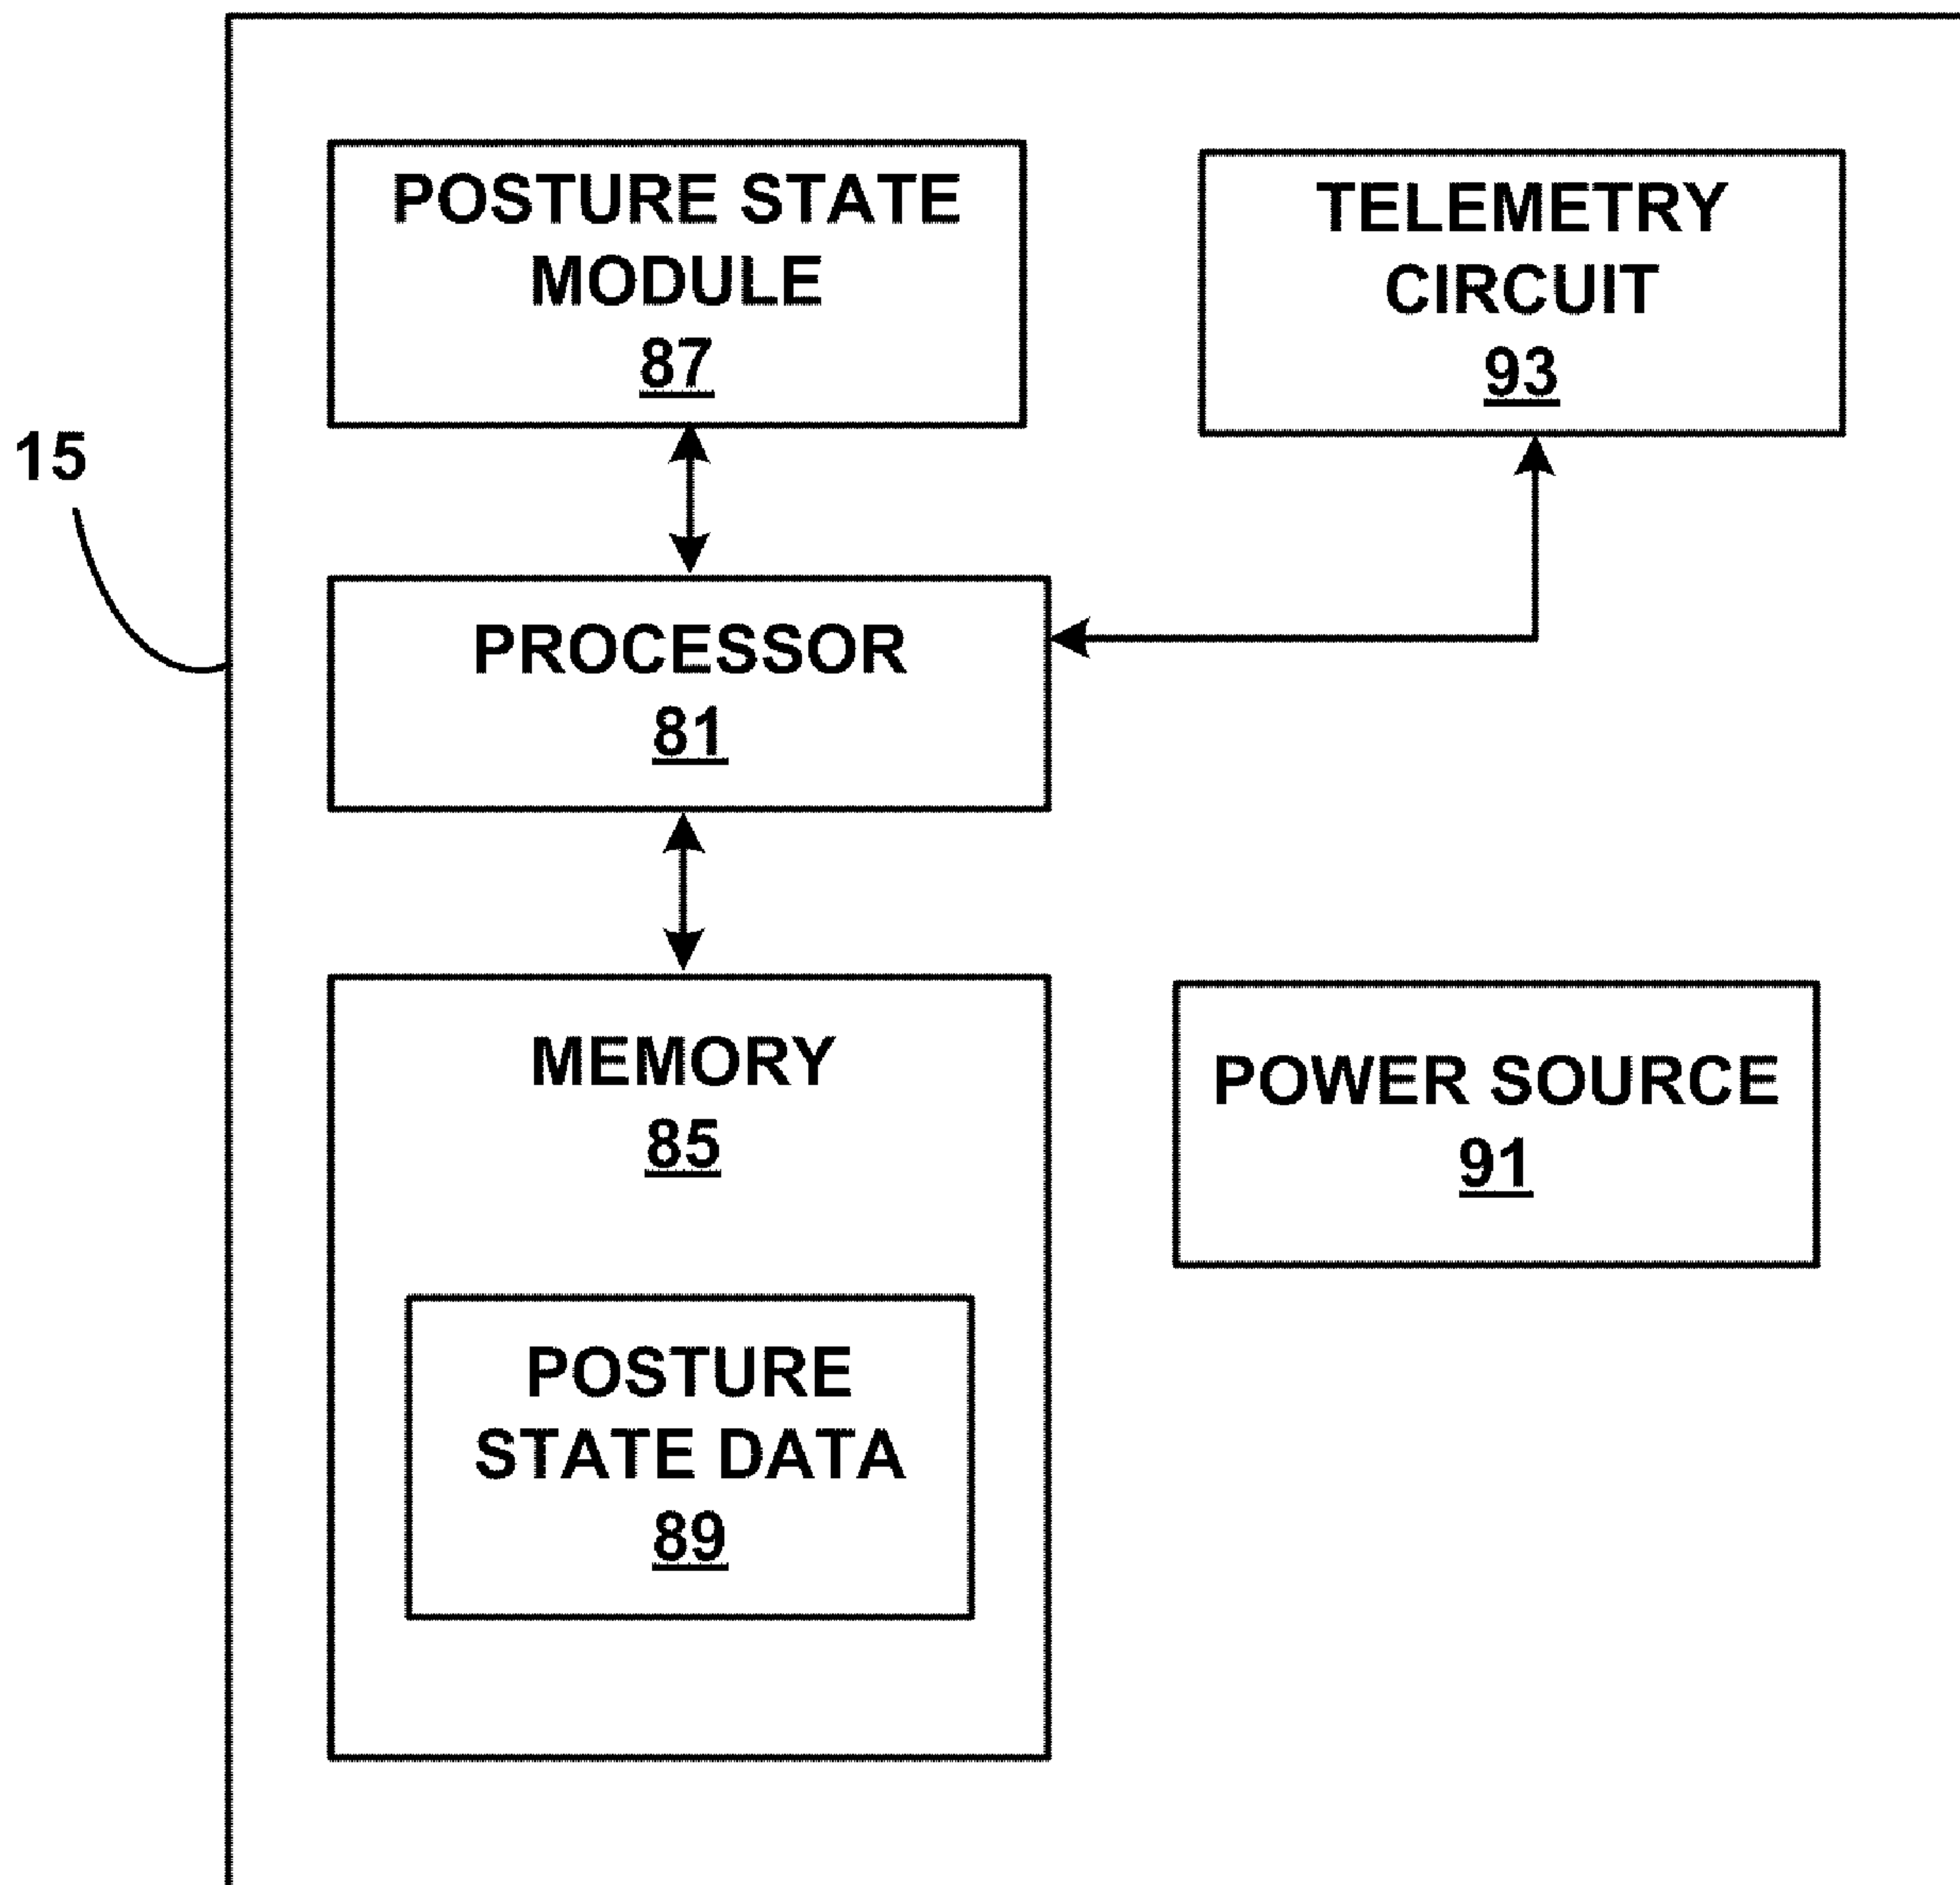 POSTURE STATE
MODULE
87
TELEMETRY
CIRCUIT
93
15
PROCESSOR
81
MEMORY
85
POWER SOURCE
91
POSTURE
STATE DATA
89